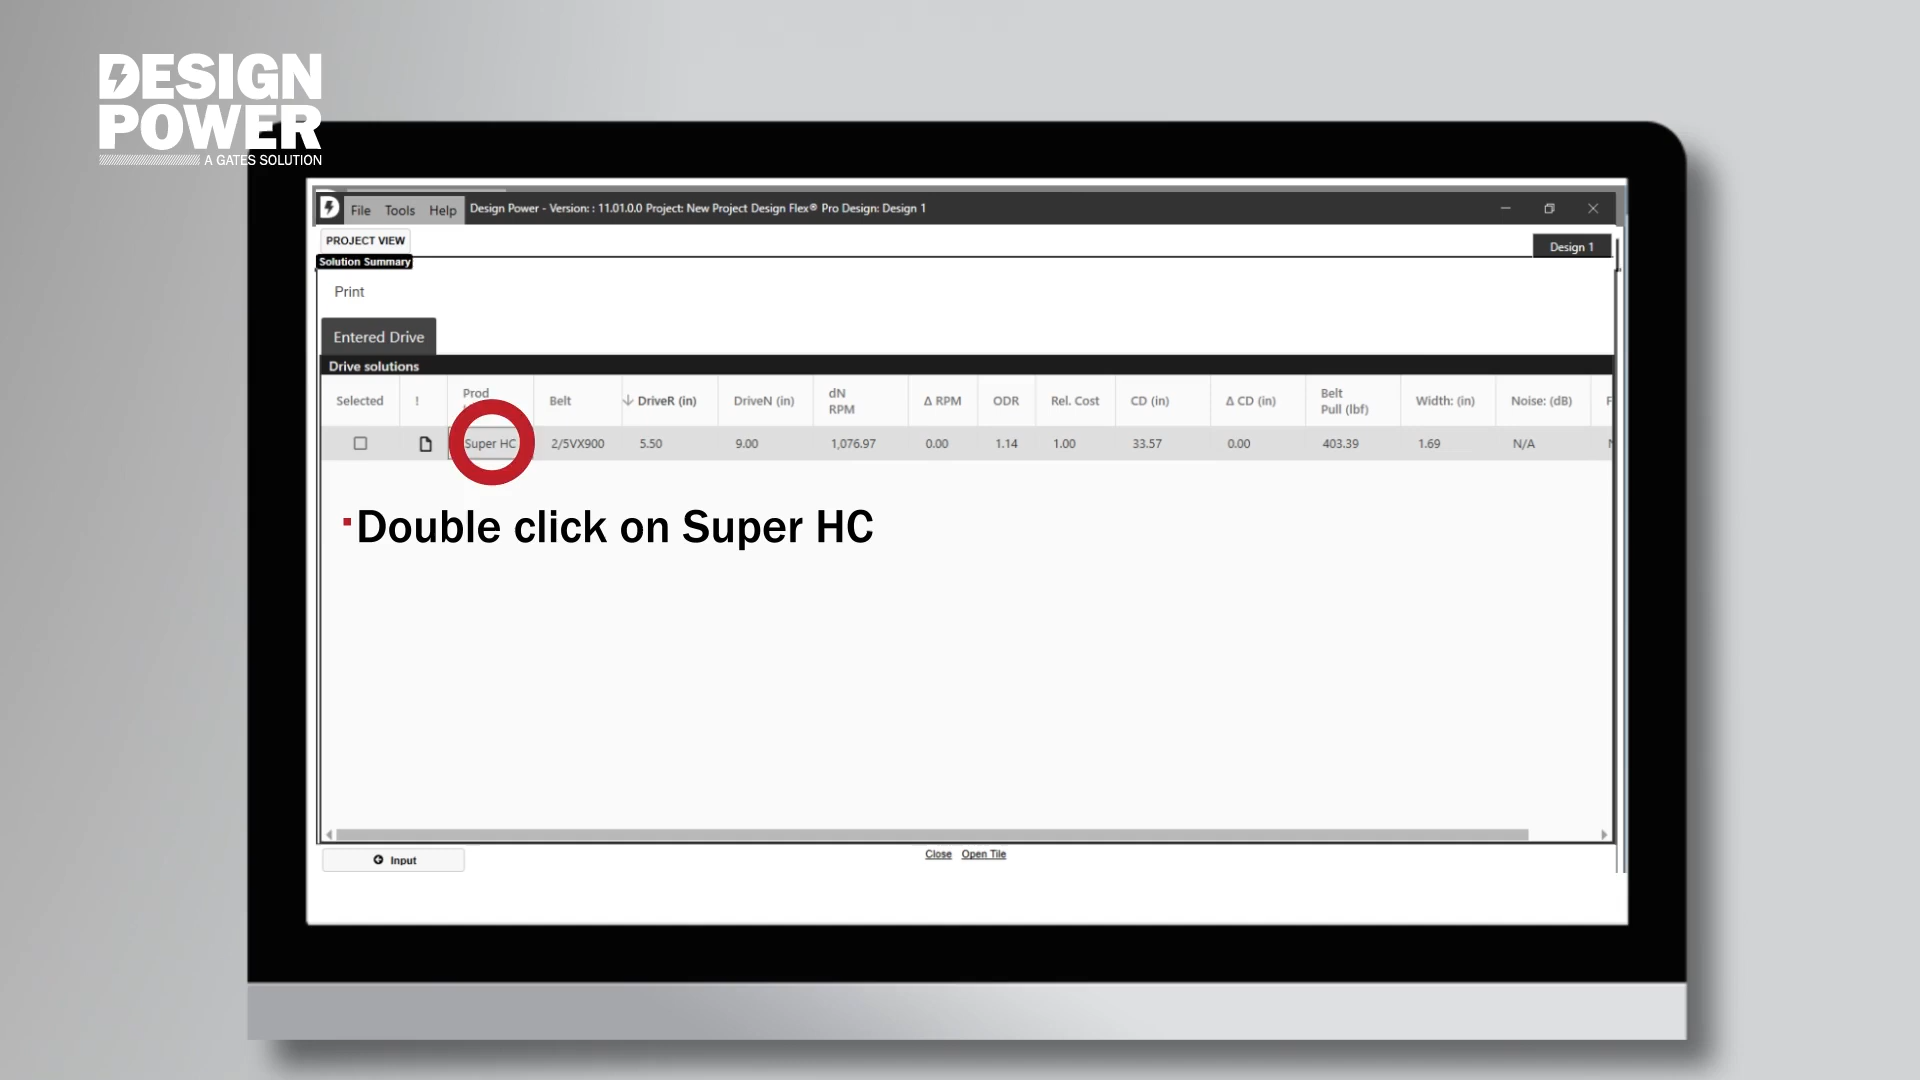 DESIGN
POWER
A GATES SOLUTION
File Tools Help Design Power - Version: : 11.01.0.0 Project: New Project Design Flex® Pro Design: Design 1
PROJECT VIEW
Design 1
Solution Summary
Print
Entered Drive
Drive solutions
Selected ! Prod Belt DriveR (in) DriveN (in) dN RPM Δ RPM ODR Rel. Cost CD (in) Δ CD (in) Belt Pull (lbf) Width: (in) Noise: (dB)
Super HC 2/5VX900 5.50 9.00 1,076.97 0.00 1.14 1.00 33.57 0.00 403.39 1.69 N/A
Double click on Super HC
Close Open Tile
Input